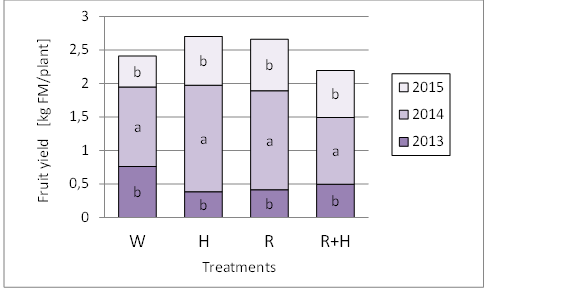 3
2,5
2
1,5
1
0,5
0
Fruit yield [kg FM/plant]
b b b b
a a a a
b b b b
W H R R+H
Treatments
2015
2014
2013